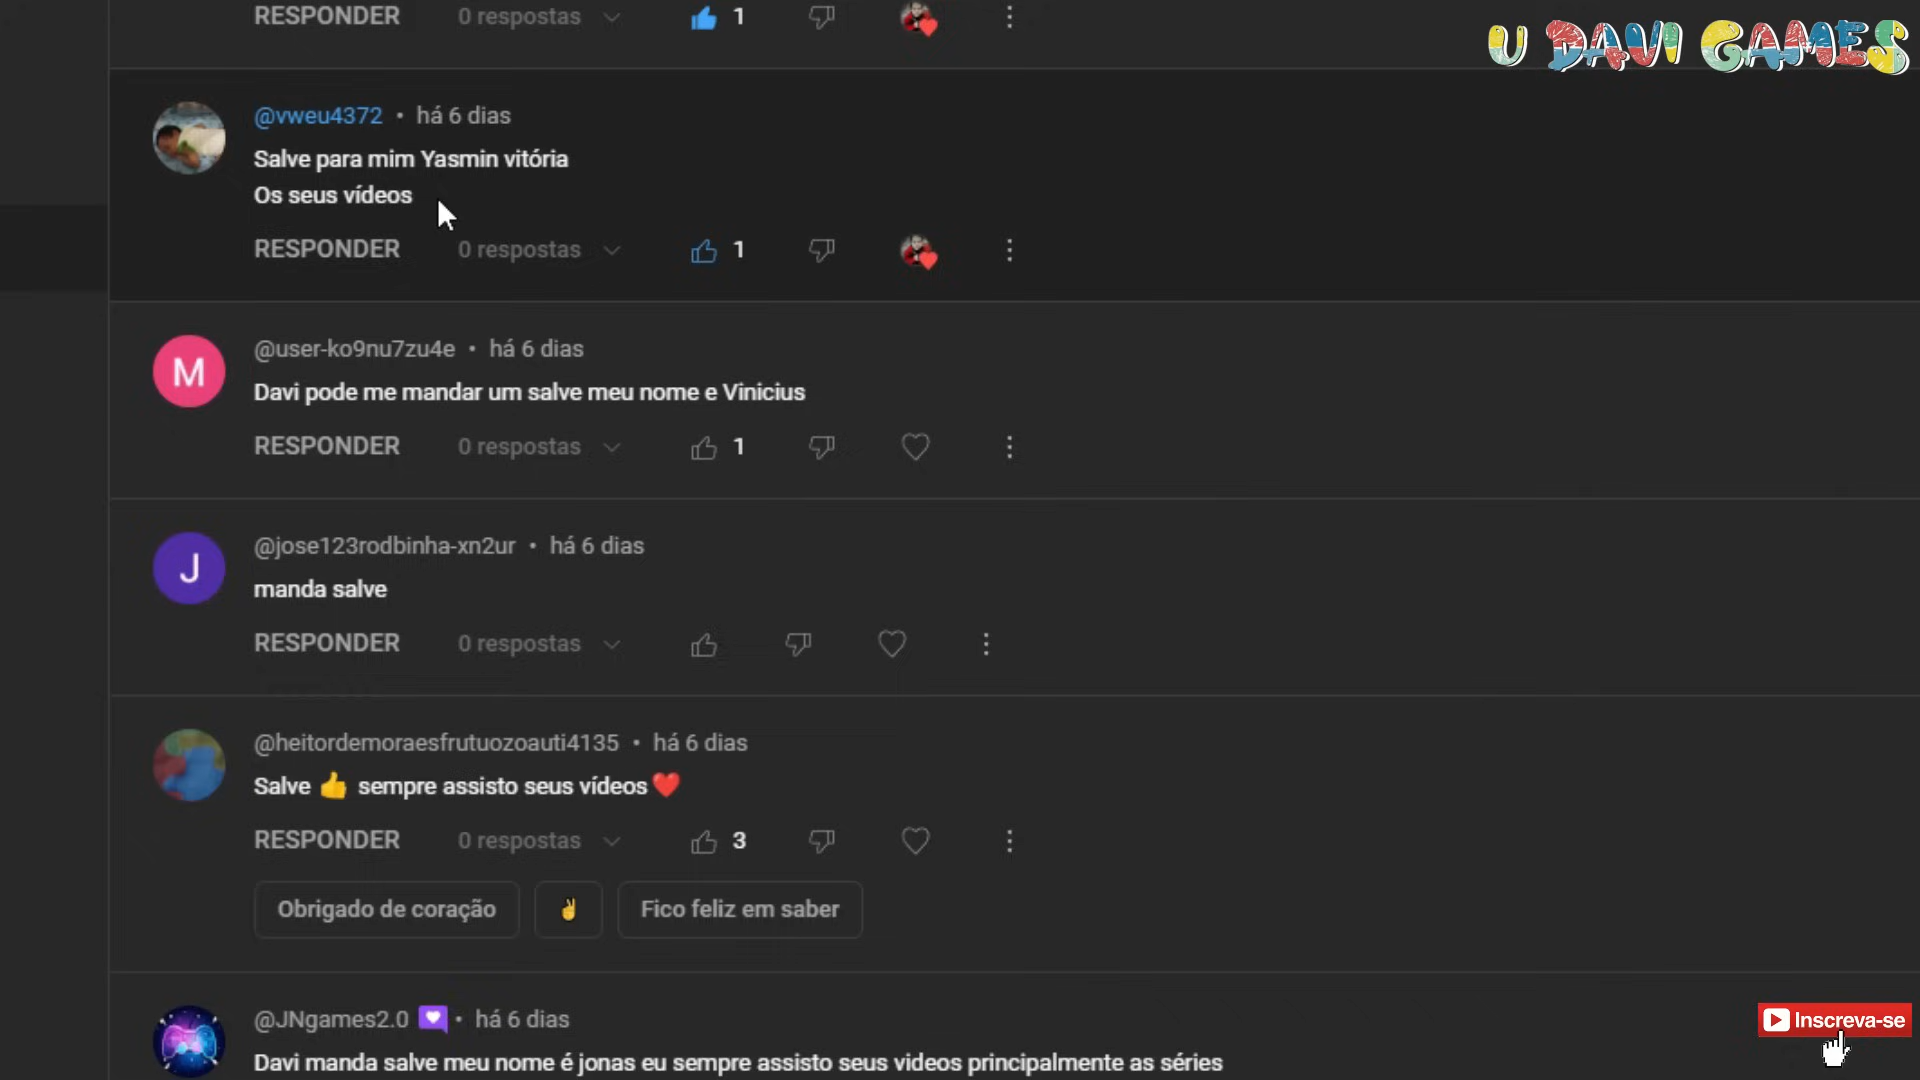 RESPONDER 0 respostas 1
U DAVI GAMES
@vweu4372 • há 6 dias
Salve para mim Yasmin vitória
Os seus vídeos
RESPONDER 0 respostas 1
M
@user-ko9nu7zu4e • há 6 dias
Davi pode me mandar um salve meu nome e Vinicius
RESPONDER 0 respostas 1
J
@jose123rodbinha-xn2ur • há 6 dias
manda salve
RESPONDER 0 respostas
@heitordemoraesfrutuozoauti4135 • há 6 dias
Salve 👍 sempre assisto seus vídeos❤️
RESPONDER 0 respostas 3
Obrigado de coração ✌️ Fico feliz em saber
@JNgames2.0 • há 6 dias
Davi manda salve meu nome é jonas eu sempre assisto seus videos principalmente as séries
Inscreva-se